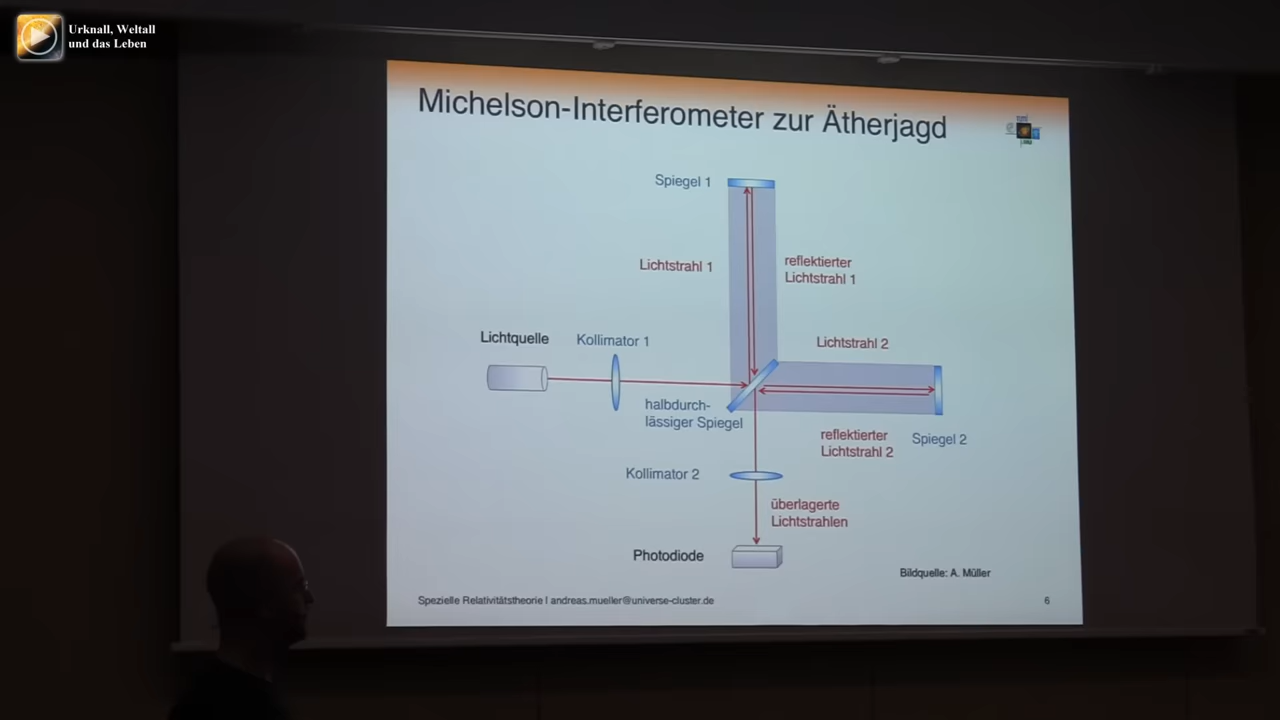 Urknall, Weltall
und das Leben
Michelson-Interferometer zur Ätherjagd
Spiegel 1
Lichtstrahl 1
reflektierter
Lichtstrahl 1
Lichtquelle
Kollimator 1
Lichtstrahl 2
halbdurch-
lässiger Spiegel
reflektierter
Lichtstrahl 2
Spiegel 2
Kollimator 2
überlagerte
Lichtstrahlen
Photodiode
Bildquelle: A. Müller
Spezielle Relativitätstheorie I andreas.mueller@universe-cluster.de
6